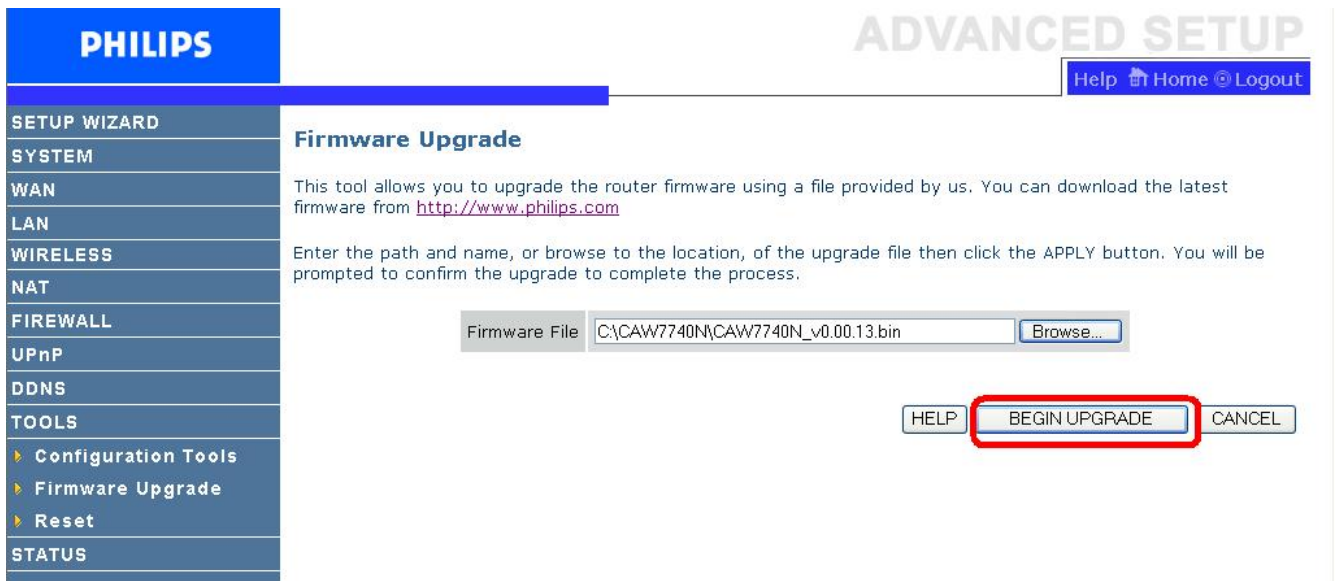 PHILIPS
ADVANCED SETUP
Help Home Logout
SETUP WIZARD
SYSTEM
WAN
LAN
WIRELESS
NAT
FIREWALL
UPnP
DDNS
TOOLS
Configuration Tools
Firmware Upgrade
Reset
STATUS
Firmware Upgrade
This tool allows you to upgrade the router firmware using a file provided by us. You can download the latest
firmware from http://www.philips.com
Enter the path and name, or browse to the location, of the upgrade file then click the APPLY button. You will be
prompted to confirm the upgrade to complete the process.
Firmware File C:\CAW7740N\CAW7740N_v0.00.13.bin Browse...
HELP BEGIN UPGRADE CANCEL